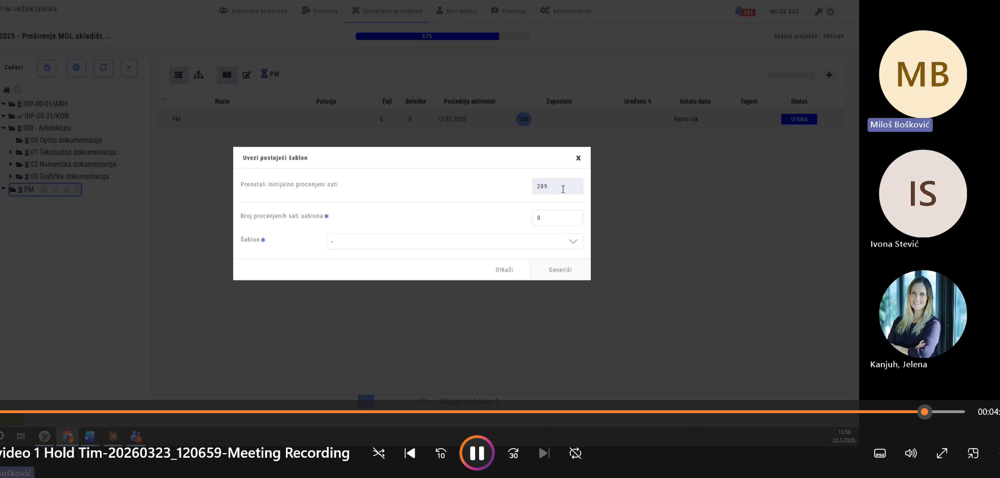 TIM INŽENJERING
Kadrovska evidencija
Pisarnica
Upravljanje projektima
Moji podaci
Finansije
Administracija
381
MILOS.BOS
2025 - Proširenje MOL skladišt...
83%
Status projekta : Aktivan
Zadaci
PM
Naziv
Putanja
Fajl
Beleške
Poslednja aktivnost
Zaposleni
Urađeno %
Ostalo dana
Tagovi
Status
PM
0
0
12.02.2026
TIM
Nema rok
U toku
IDP-00-01/ARH
IDP-00-21/KON
IDR - Arhitektura
00 Opšta dokumentacija
01 Tekstualna dokumentacija
02 Numerička dokumentacija
03 Grafička dokumentacija
PM
Uvezi postojeći šablon
x
Preostali inicijalno procenjeni sati
289
Broj procenjenih sati sablona*
0
Šablon*
-
Otkaži
Generiši
100
Ukupno podataka: 1
MB
Miloš Bošković
IS
Ivona Stević
Kanjuh, Jelena
00:04:
13:56
23.3.2026.
video 1 Hold Tim-20260323_120659-Meeting Recording
10
30
Bošković